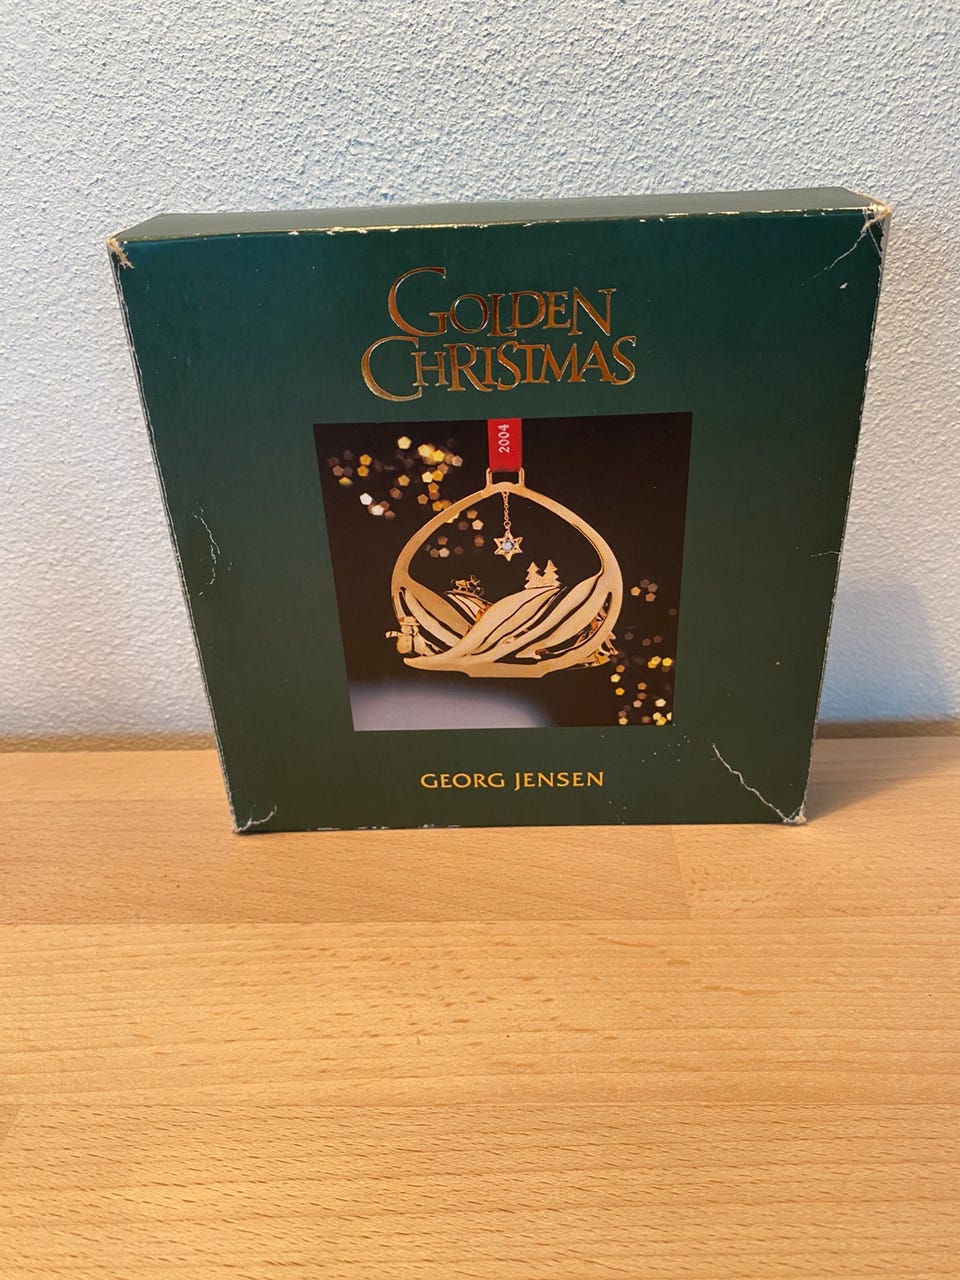 GOLDEN
CHRISTMAS
2004
GEORG JENSEN